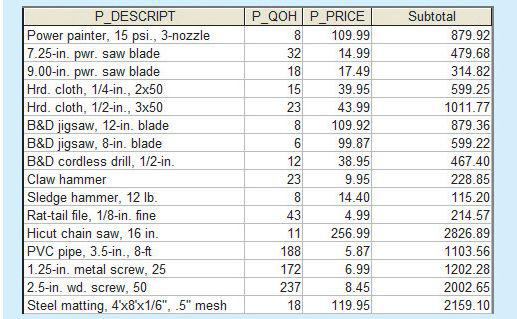 P_DESCRIPT P_QOH P_PRICE Subtotal
Power painter, 15 psi., 3-nozzle 8 109.99 879.92
7.25-in. pwr. saw blade 32 14.99 479.68
9.00-in. pwr. saw blade 18 17.49 314.82
Hrd. cloth, 1/4-in., 2x50 15 39.95 599.25
Hrd. cloth, 1/2-in., 3x50 23 43.99 1011.77
B&D jigsaw, 12-in. blade 8 109.92 879.36
B&D jigsaw, 8-in. blade 6 99.87 599.22
B&D cordless drill, 1/2-in. 12 38.95 467.40
Claw hammer 23 9.95 228.85
Sledge hammer, 12 lb. 8 14.40 115.20
Rat-tail file, 1/8-in. fine 43 4.99 214.57
Hicut chain saw, 16 in. 11 256.99 2826.89
PVC pipe, 3.5-in., 8-ft 188 5.87 1103.56
1.25-in. metal screw, 25 172 6.99 1202.28
2.5-in. wd. screw, 50 237 8.45 2002.65
Steel matting, 4'x8'x1/6", .5" mesh 18 119.95 2159.10